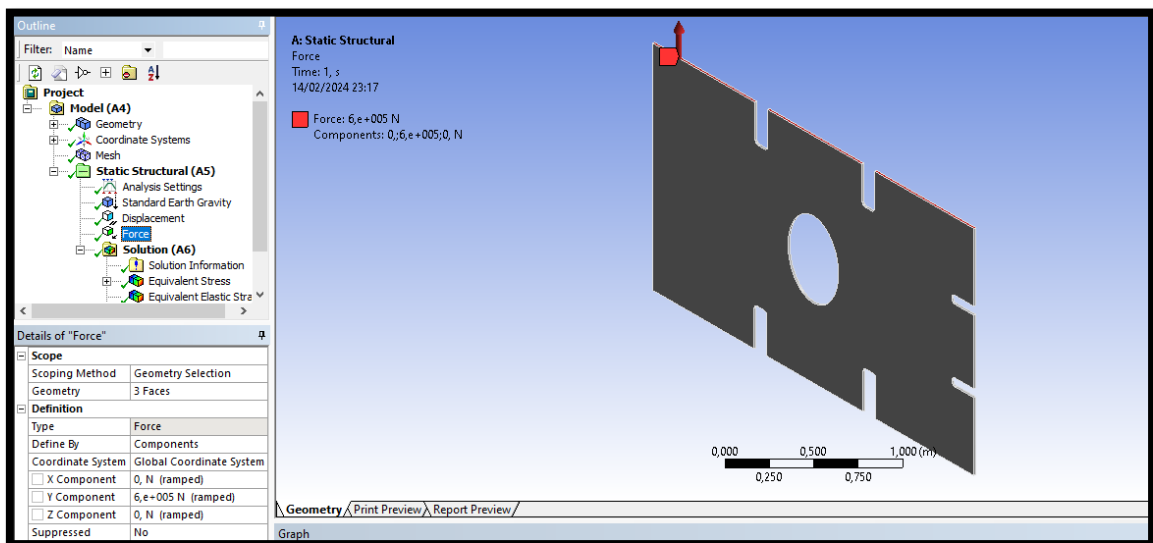 Outline
Filter: Name
Project
Model (A4)
Geometry
Coordinate Systems
Mesh
Static Structural (A5)
Analysis Settings
Standard Earth Gravity
Displacement
Force
Solution (A6)
Solution Information
Equivalent Stress
Equivalent Elastic Stra
Details of "Force"
Scope
Scoping Method Geometry Selection
Geometry 3 Faces
Definition
Type Force
Define By Components
Coordinate System Global Coordinate System
X Component 0, N (ramped)
Y Component 6,e+005 N (ramped)
Z Component 0, N (ramped)
Suppressed No
A: Static Structural
Force
Time: 1, s
14/02/2024 23:17
Force: 6,e+005 N
Components: 0,;6,e+005;0, N
0,000 0,500 1,000 (m)
0,250 0,750
Geometry Print Preview Report Preview
Graph